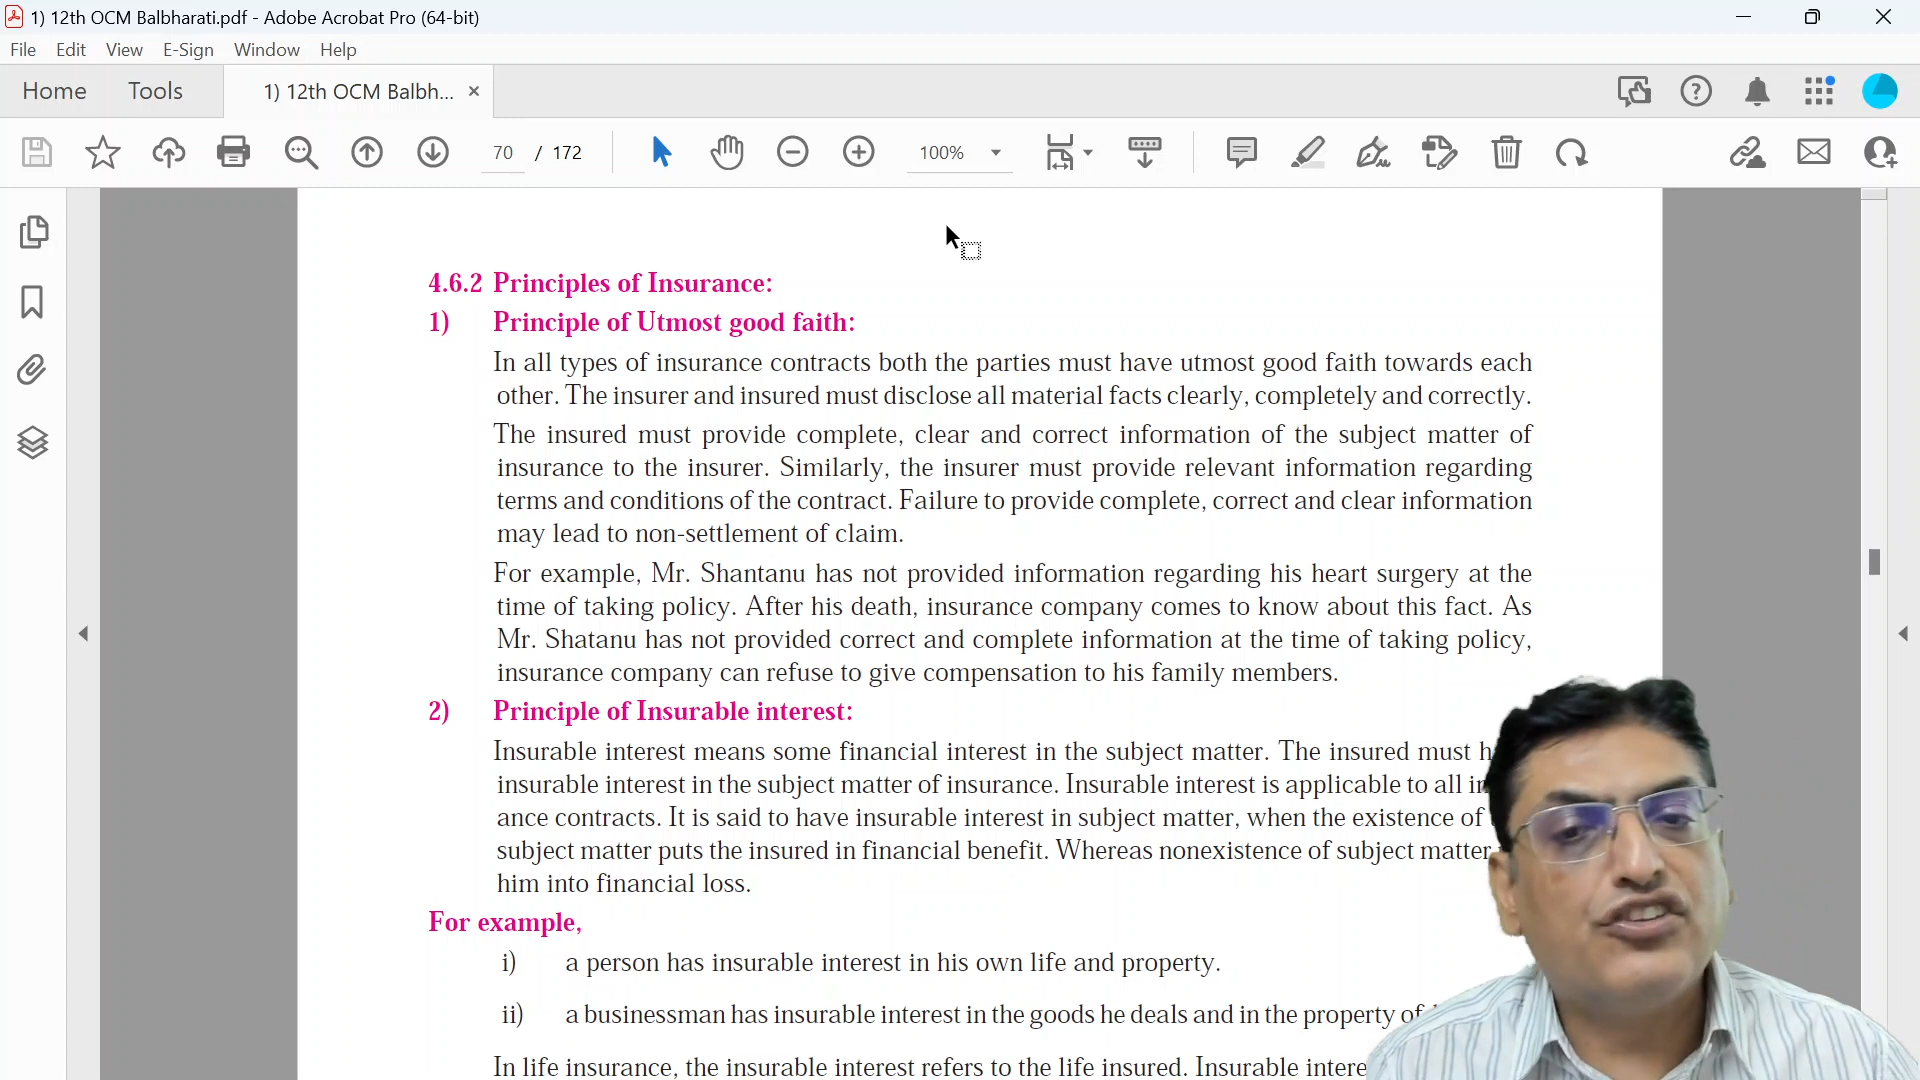 1) 12th OCM Balbharati.pdf - Adobe Acrobat Pro (64-bit)
File Edit View E-Sign Window Help
Home Tools 1) 12th OCM Balbh... ×
70 / 172 100%
4.6.2 Principles of Insurance:
1) Principle of Utmost good faith:
In all types of insurance contracts both the parties must have utmost good faith towards each
other. The insurer and insured must disclose all material facts clearly, completely and correctly.
The insured must provide complete, clear and correct information of the subject matter of
insurance to the insurer. Similarly, the insurer must provide relevant information regarding
terms and conditions of the contract. Failure to provide complete, correct and clear information
may lead to non-settlement of claim.
For example, Mr. Shantanu has not provided information regarding his heart surgery at the
time of taking policy. After his death, insurance company comes to know about this fact. As
Mr. Shatanu has not provided correct and complete information at the time of taking policy,
insurance company can refuse to give compensation to his family members.
2) Principle of Insurable interest:
Insurable interest means some financial interest in the subject matter. The insured must
insurable interest in the subject matter of insurance. Insurable interest is applicable to all
ance contracts. It is said to have insurable interest in subject matter, when the existence of
subject matter puts the insured in financial benefit. Whereas nonexistence of subject matter
him into financial loss.
For example,
i) a person has insurable interest in his own life and property.
ii) a businessman has insurable interest in the goods he deals and in the property of
In life insurance, the insurable interest refers to the life insured. Insurable